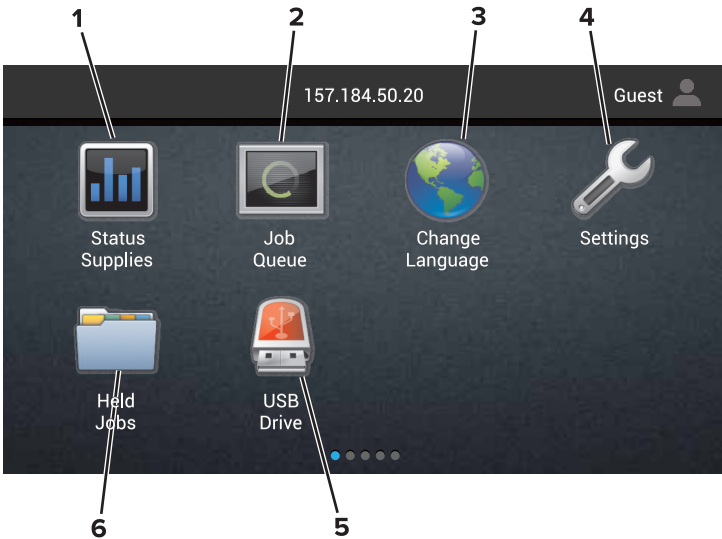 1 2 3 4
157.184.50.20 Guest
Status
Supplies
Job
Queue
Change
Language
Settings
Held
Jobs
USB
Drive
6 5